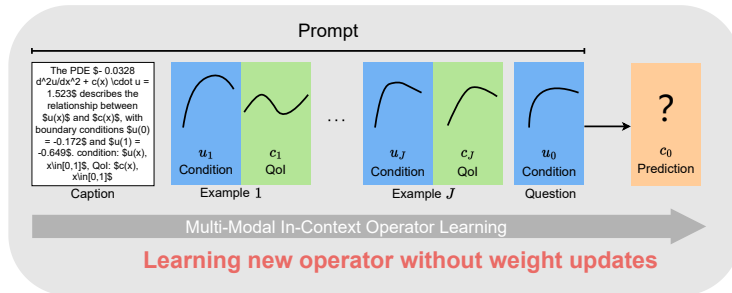 Prompt
The PDE $- 0.0328
d^2u/dx^2 + c(x) \cdot u =
1.523$ describes the
relationship between
$u(x)$ and $c(x)$, with
boundary conditions $u(0)
= -0.172$ and $u(1) =
-0.649$. condition: $u(x),
x\in[0,1]$, QoI: $c(x),
x\in[0,1]$
Caption
u₁
Condition
c₁
QoI
Example 1
...
u_J
Condition
c_J
QoI
Example J
u₀
Condition
Question
?
c₀
Prediction
Multi-Modal In-Context Operator Learning
Learning new operator without weight updates